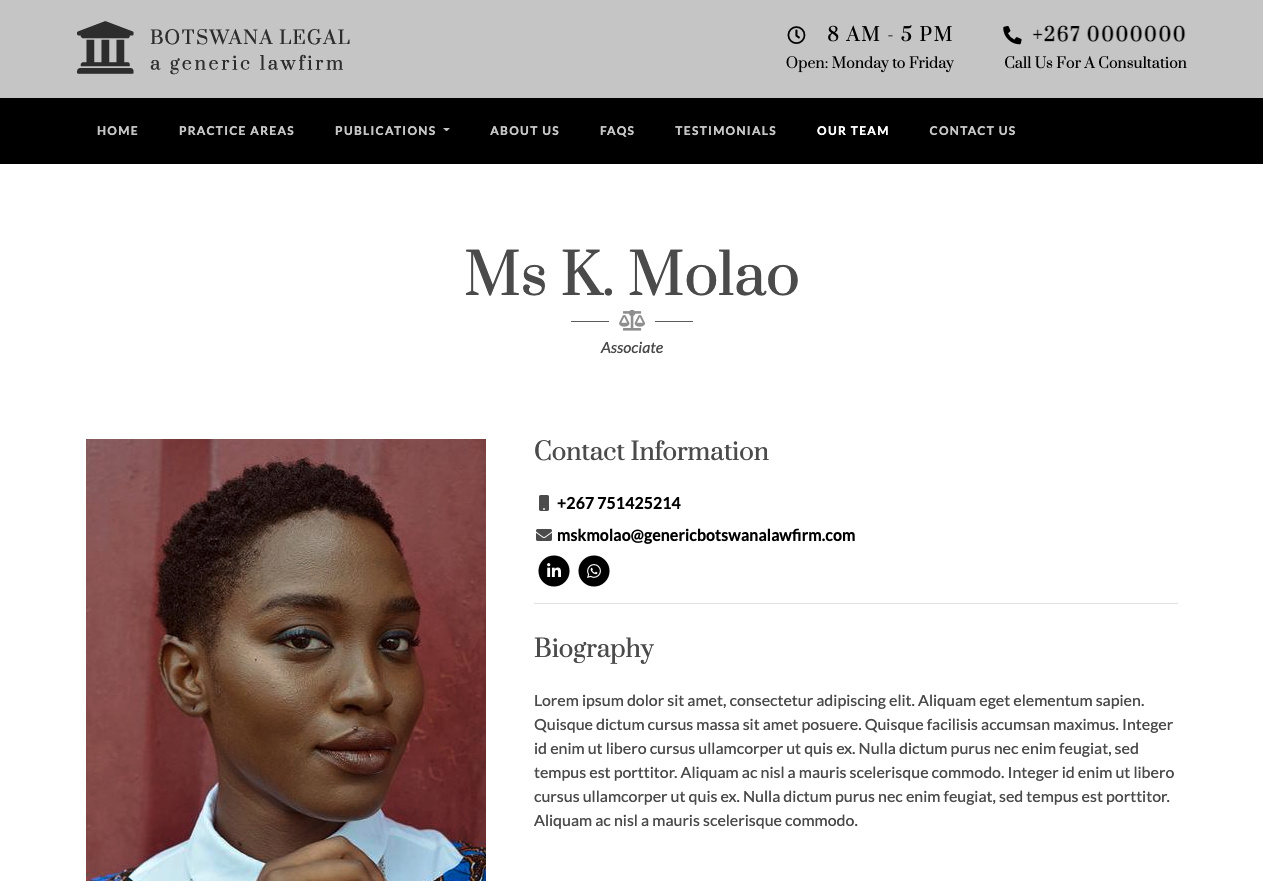 BOTSWANA LEGAL
a generic lawfirm
8 AM - 5 PM
Open: Monday to Friday
+267 0000000
Call Us For A Consultation
HOME PRACTICE AREAS PUBLICATIONS ABOUT US FAQS TESTIMONIALS OUR TEAM CONTACT US
Ms K. Molao
Associate
Contact Information
+267 751425214
mskmolao@genericbotswanalawfirm.com
in
Biography
Lorem ipsum dolor sit amet, consectetur adipiscing elit. Aliquam eget elementum sapien.
Quisque dictum cursus massa sit amet posuere. Quisque facilisis accumsan maximus. Integer
id enim ut libero cursus ullamcorper ut quis ex. Nulla dictum purus nec enim feugiat, sed
tempus est porttitor. Aliquam ac nisl a mauris scelerisque commodo. Integer id enim ut libero
cursus ullamcorper ut quis ex. Nulla dictum purus nec enim feugiat, sed tempus est porttitor.
Aliquam ac nisl a mauris scelerisque commodo.